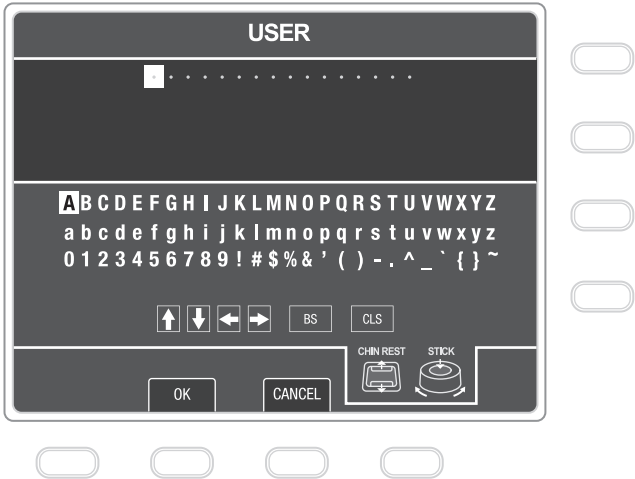 USER
. . . . . . . . . . . . . . . .
A B C D E F G H I J K L M N O P Q R S T U V W X Y Z
a b c d e f g h i j k l m n o p q r s t u v w x y z
0 1 2 3 4 5 6 7 8 9 ! # $ % & ' ( ) - . ^ _ ` { } ~
BS CLS
CHIN REST STICK
OK CANCEL